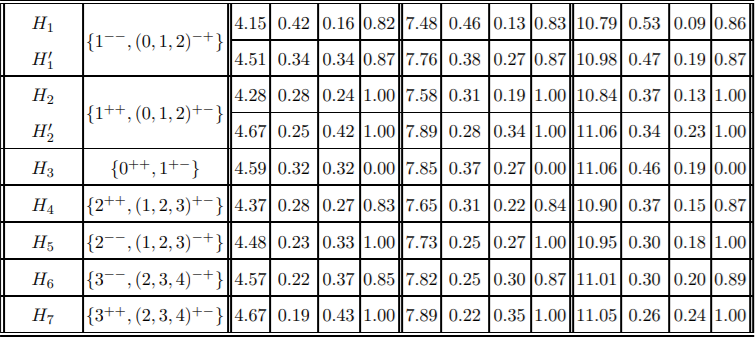 H₁ {1⁻⁻, (0, 1, 2)⁻⁺} 4.15 0.42 0.16 0.82 7.48 0.46 0.13 0.83 10.79 0.53 0.09 0.86
H₁′ 4.51 0.34 0.34 0.87 7.76 0.38 0.27 0.87 10.98 0.47 0.19 0.87
H₂ {1⁺⁺, (0, 1, 2)⁺⁻} 4.28 0.28 0.24 1.00 7.58 0.31 0.19 1.00 10.84 0.37 0.13 1.00
H₂′ 4.67 0.25 0.42 1.00 7.89 0.28 0.34 1.00 11.06 0.34 0.23 1.00
H₃ {0⁺⁺, 1⁺⁻} 4.59 0.32 0.32 0.00 7.85 0.37 0.27 0.00 11.06 0.46 0.19 0.00
H₄ {2⁺⁺, (1, 2, 3)⁺⁻} 4.37 0.28 0.27 0.83 7.65 0.31 0.22 0.84 10.90 0.37 0.15 0.87
H₅ {2⁻⁻, (1, 2, 3)⁻⁺} 4.48 0.23 0.33 1.00 7.73 0.25 0.27 1.00 10.95 0.30 0.18 1.00
H₆ {3⁻⁻, (2, 3, 4)⁻⁺} 4.57 0.22 0.37 0.85 7.82 0.25 0.30 0.87 11.01 0.30 0.20 0.89
H₇ {3⁺⁺, (2, 3, 4)⁺⁻} 4.67 0.19 0.43 1.00 7.89 0.22 0.35 1.00 11.05 0.26 0.24 1.00